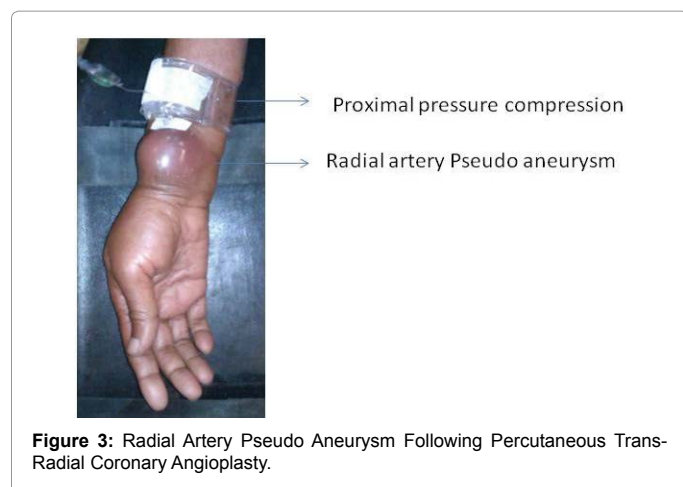 Proximal pressure compression
Radial artery Pseudo aneurysm
Figure 3: Radial Artery Pseudo Aneurysm Following Percutaneous Trans-
Radial Coronary Angioplasty.